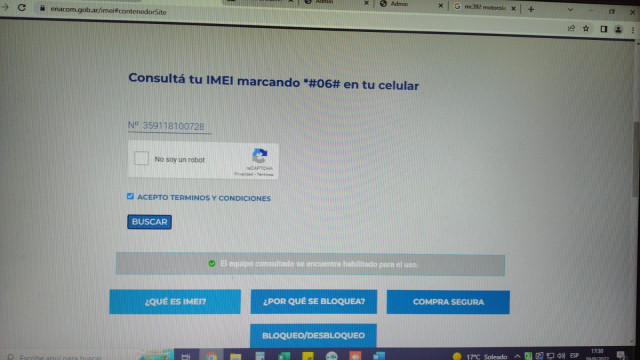 enacom.gob.ar/imei#contenedorSite
Admin
Admin
mc392 motorola
Consultá tu IMEI marcando *#06# en tu celular
Nº 359118100728
No soy un robot
reCAPTCHA
Privacidad - Términos
ACEPTO TERMINOS Y CONDICIONES
BUSCAR
El equipo consultado se encuentra habilitado para el uso.
¿QUÉ ES IMEI?
¿POR QUÉ SE BLOQUEA?
COMPRA SEGURA
BLOQUEO/DESBLOQUEO
Escribe aquí para buscar
17°C Soleado
ESP
17:30